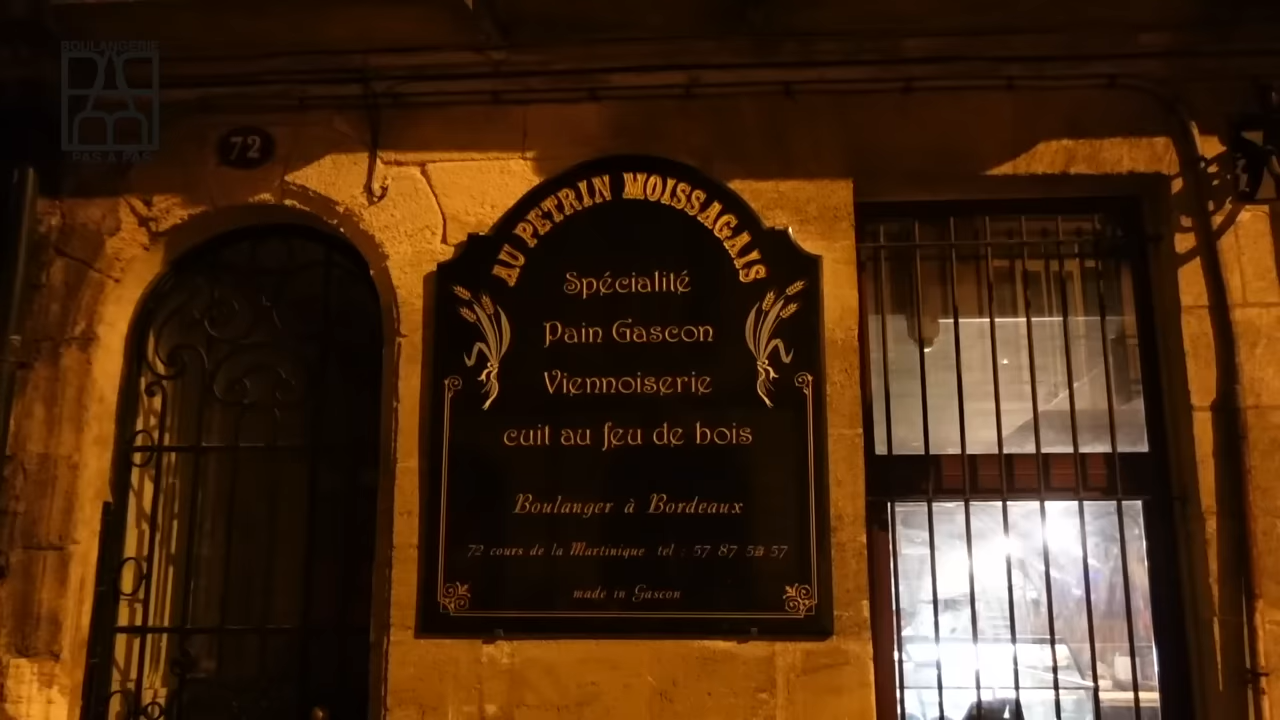 BOULANGERIE
PAS À PAS
72
AU PETRIN MOISSAGAIS
Spécialité
Pain Gascon
Viennoiserie
cuit au feu de bois
Boulanger à Bordeaux
72 cours de la Martinique tel : 57 87 57
made in Gascon